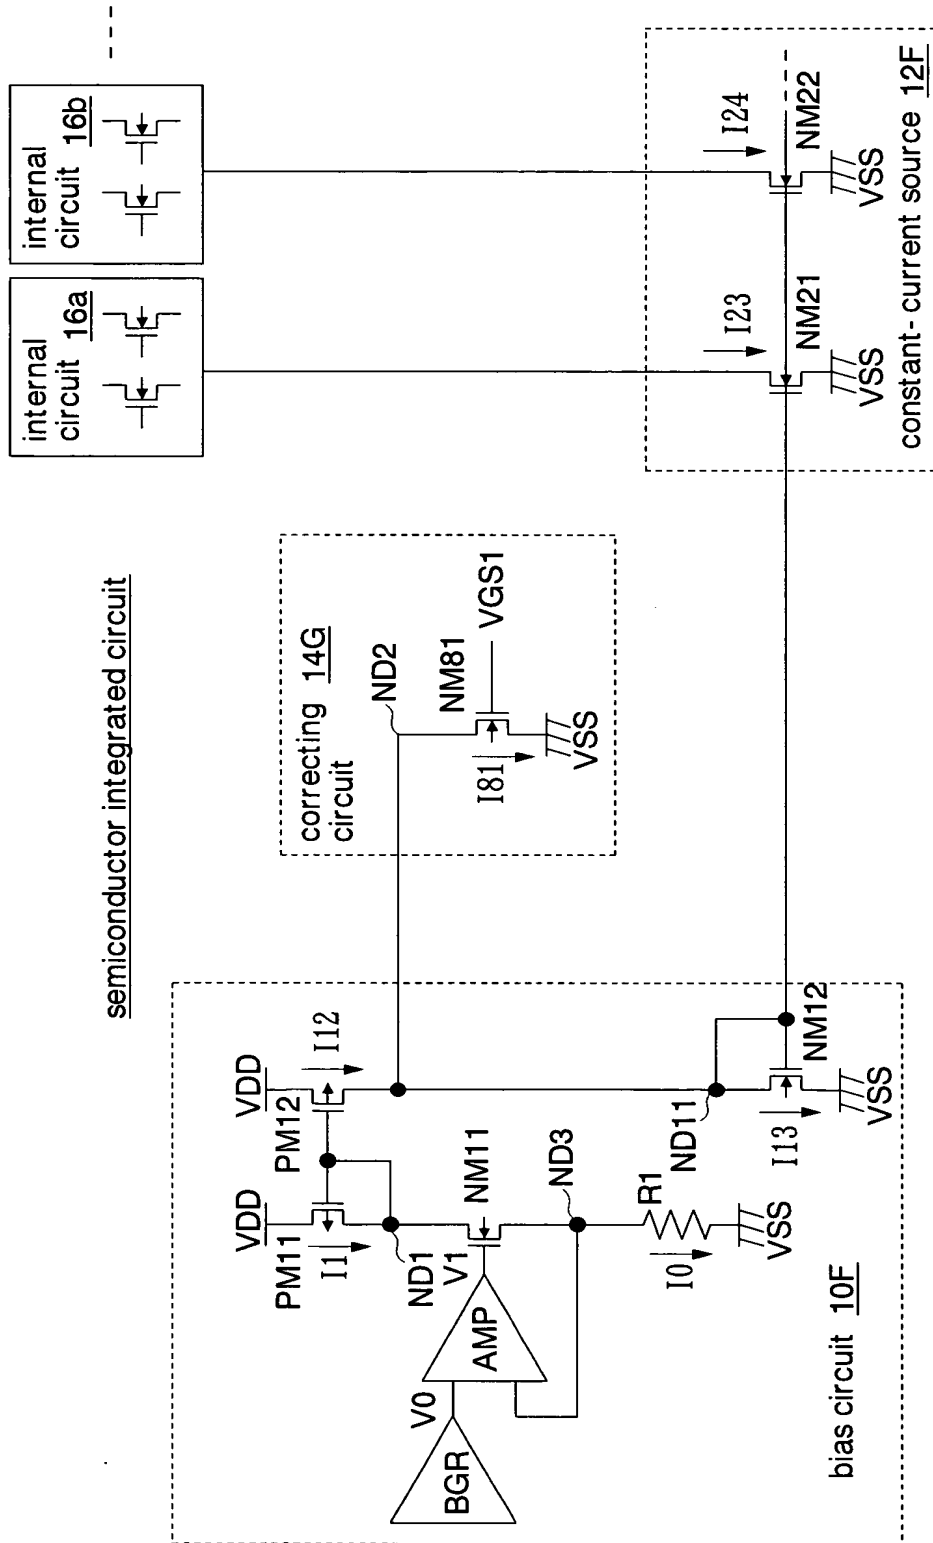 semiconductor integrated circuit
VDD
VDD
PM11
PM12
I1
I12
ND1
V1
NM11
BGR
V0
AMP
ND3
R1
I0
VSS
ND11
I13
NM12
VSS
bias circuit 10F
correcting 14G
circuit
ND2
NM81
VGS1
I81
VSS
internal
circuit 16a
internal
circuit 16b
I23
NM21
VSS
I24
NM22
VSS
constant- current source 12F